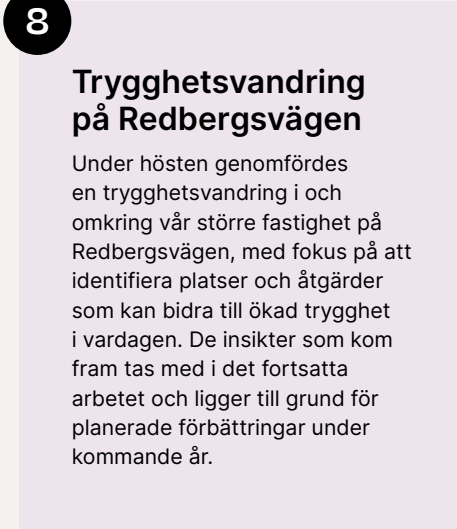 8
Trygghetsvandring
på Redbergsvägen
Under hösten genomfördes
en trygghetsvandring i och
omkring vår större fastighet på
Redbergsvägen, med fokus på att
identifiera platser och åtgärder
som kan bidra till ökad trygghet
i vardagen. De insikter som kom
fram tas med i det fortsatta
arbetet och ligger till grund för
planerade förbättringar under
kommande år.